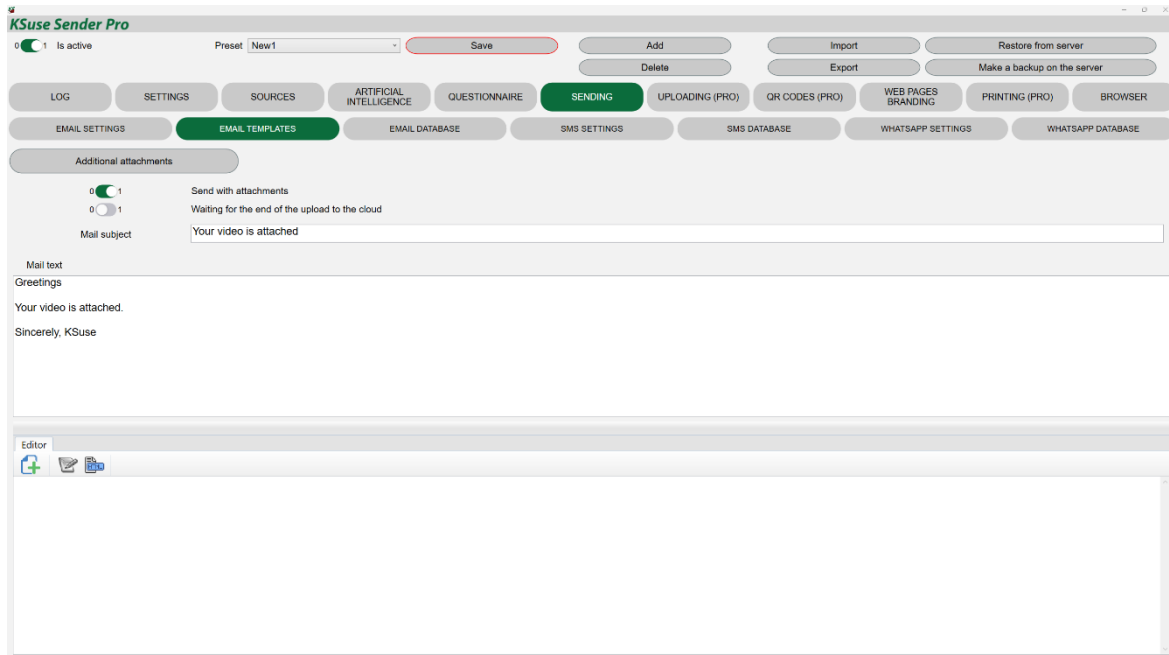 KSuse Sender Pro
0 1 Is active Preset New1 Save Add Import Restore from server
Delete Export Make a backup on the server
LOG SETTINGS SOURCES ARTIFICIAL INTELLIGENCE QUESTIONNAIRE SENDING UPLOADING (PRO) QR CODES (PRO) WEB PAGES BRANDING PRINTING (PRO) BROWSER
EMAIL SETTINGS EMAIL TEMPLATES EMAIL DATABASE SMS SETTINGS SMS DATABASE WHATSAPP SETTINGS WHATSAPP DATABASE
Additional attachments
0 1 Send with attachments
0 1 Waiting for the end of the upload to the cloud
Mail subject Your video is attached
Mail text
Greetings
Your video is attached.
Sincerely, KSuse
Editor